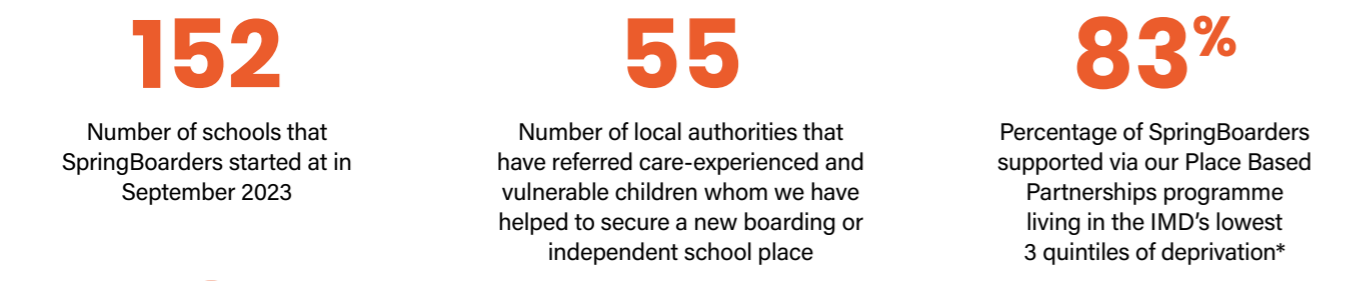 152
Number of schools that
SpringBoarders started at in
September 2023
55
Number of local authorities that
have referred care-experienced and
vulnerable children whom we have
helped to secure a new boarding or
independent school place
83%
Percentage of SpringBoarders
supported via our Place Based
Partnerships programme
living in the IMD's lowest
3 quintiles of deprivation*